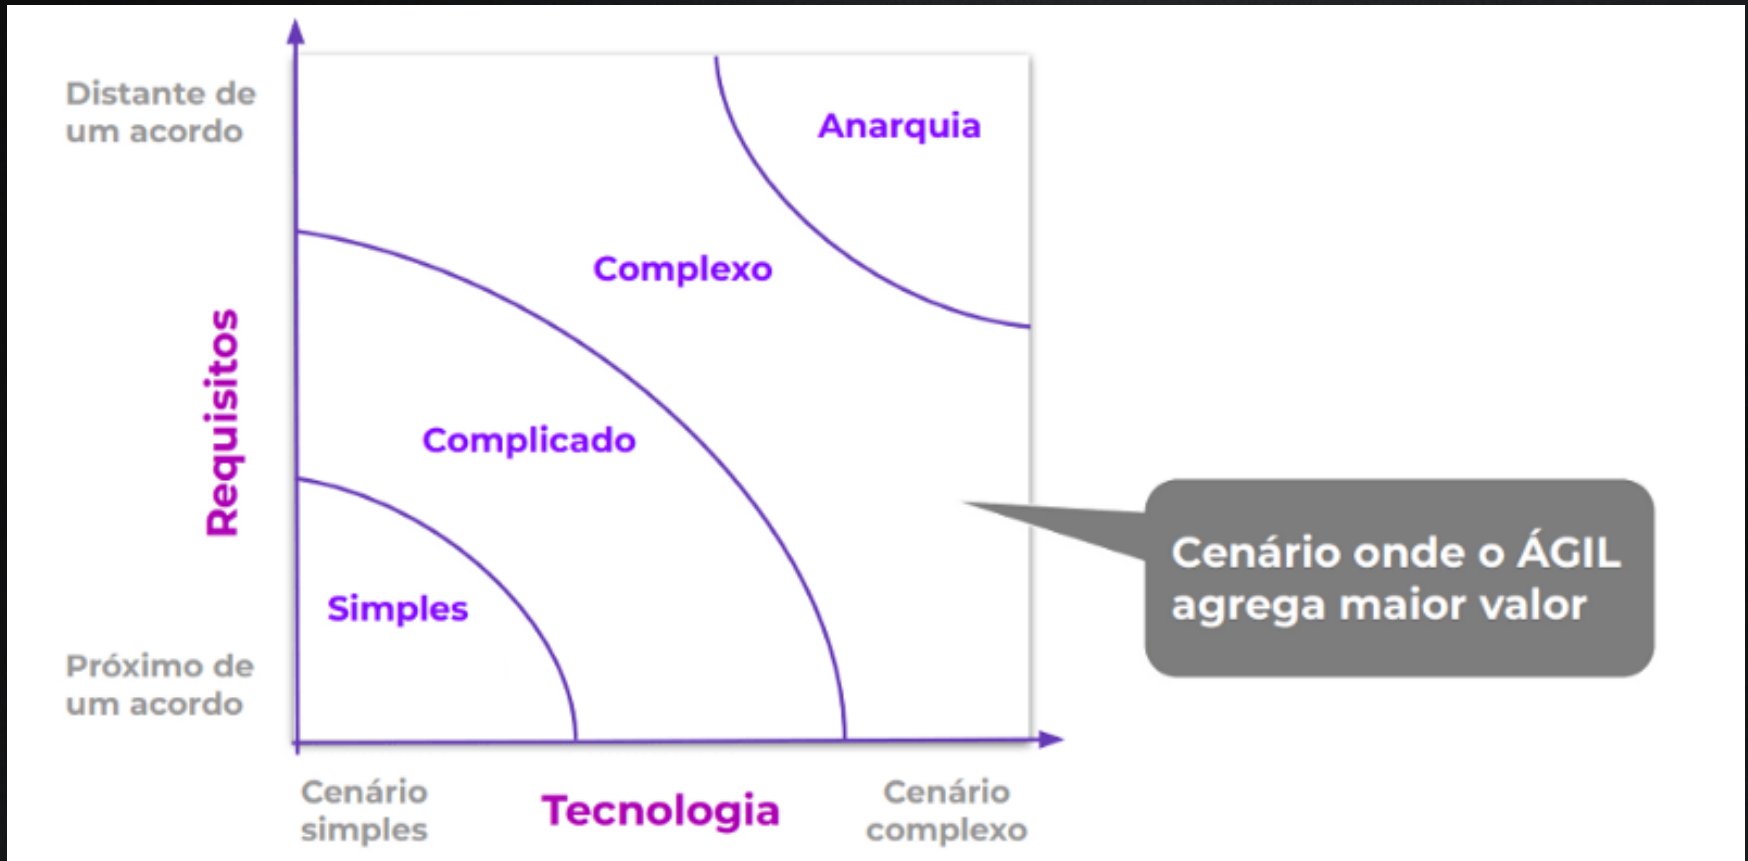 Distante de
um acordo
Anarquia
Complexo
Requisitos
Complicado
Cenário onde o ÁGIL
agrega maior valor
Simples
Próximo de
um acordo
Cenário
simples
Tecnologia
Cenário
complexo